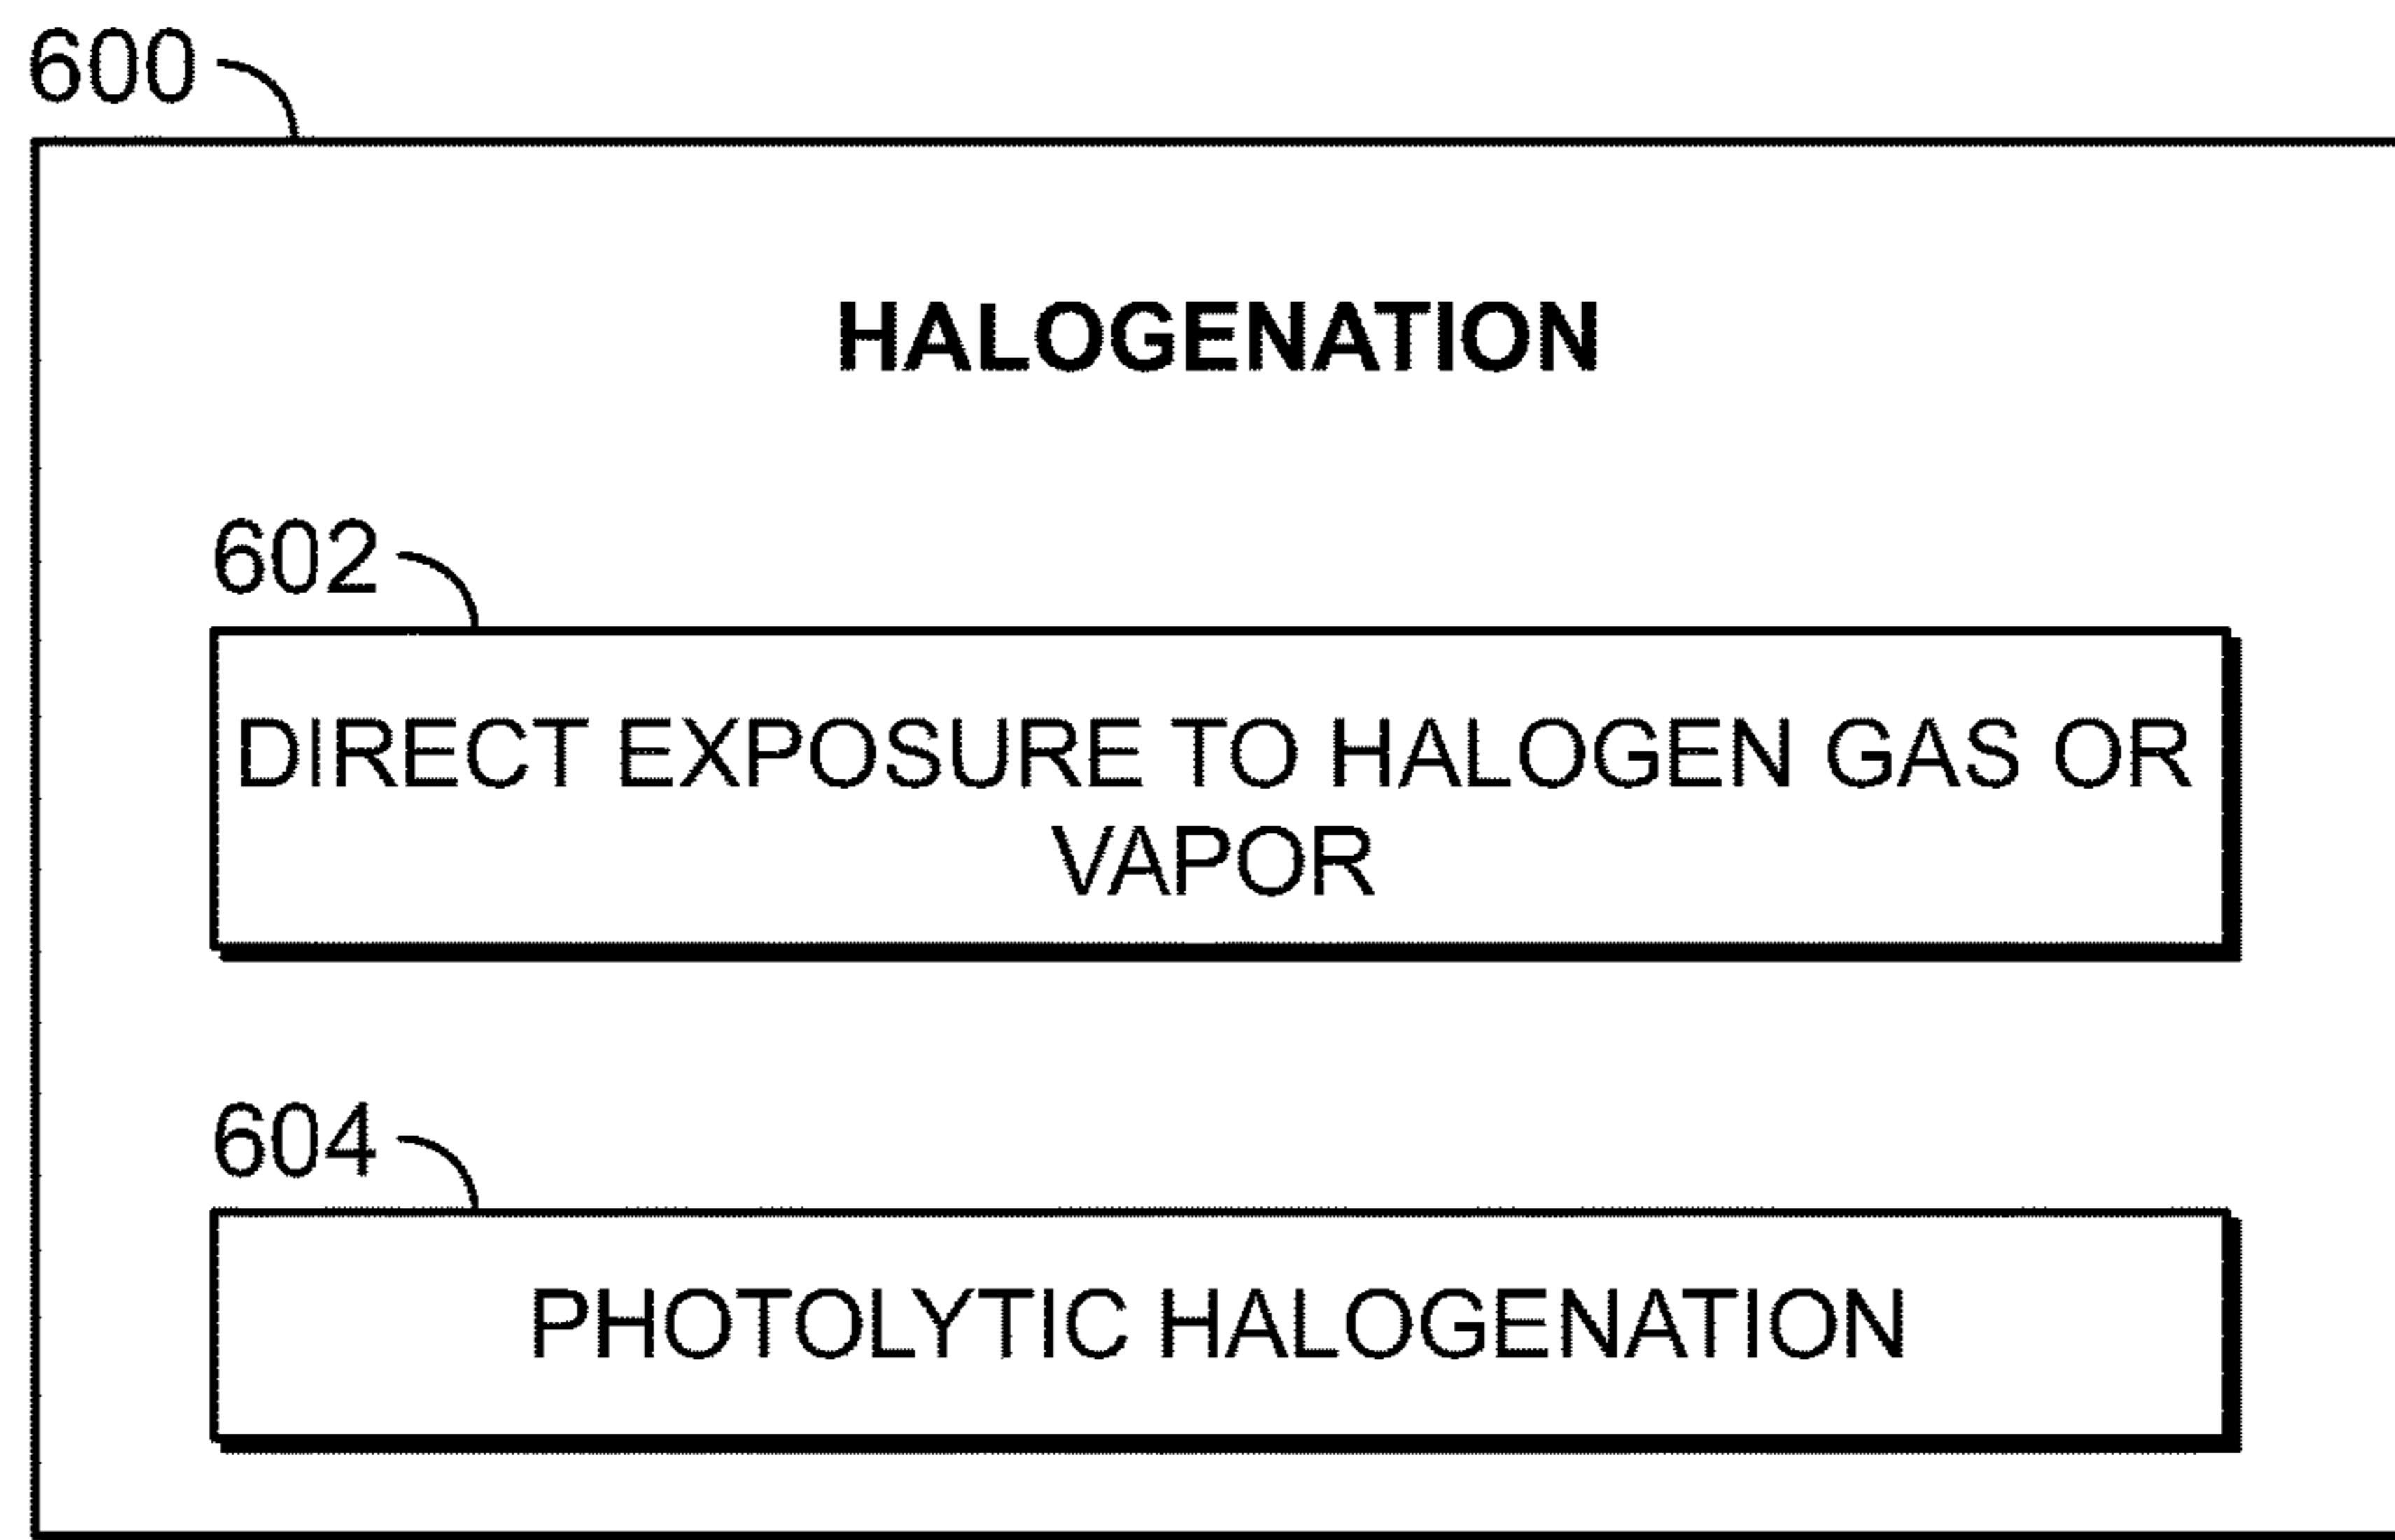 600
HALOGENATION
602
DIRECT EXPOSURE TO HALOGEN GAS OR
VAPOR
604
PHOTOLYTIC HALOGENATION